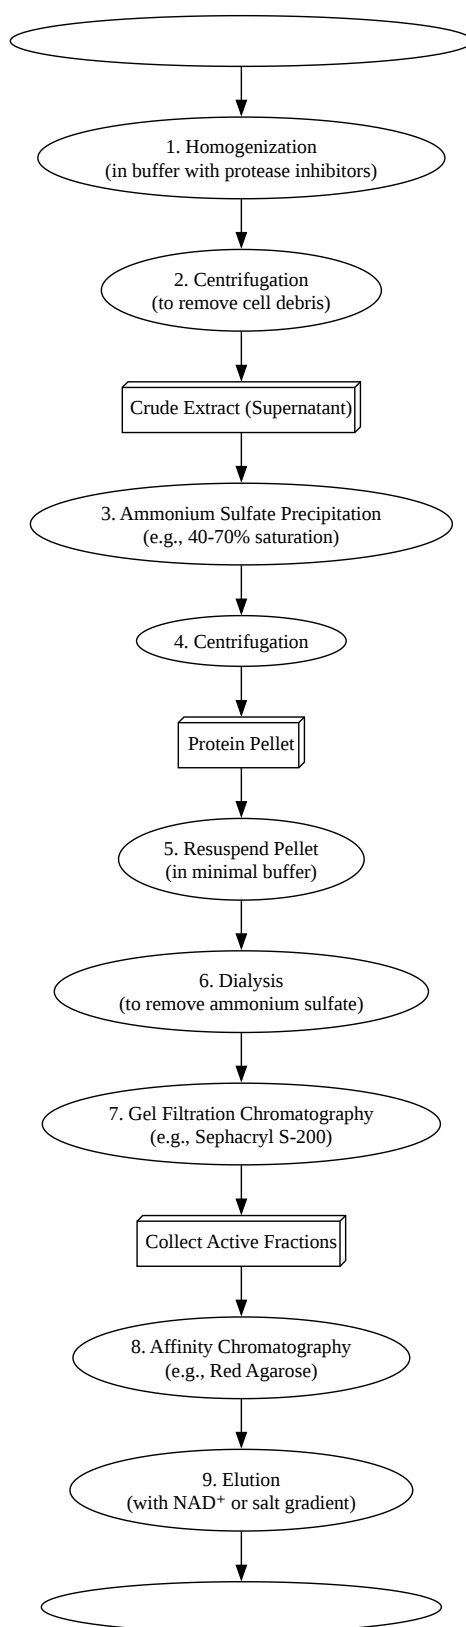 1. Homogenization
(in buffer with protease inhibitors)
2. Centrifugation
(to remove cell debris)
Crude Extract (Supernatant)
3. Ammonium Sulfate Precipitation
(e.g., 40-70% saturation)
4. Centrifugation
Protein Pellet
5. Resuspend Pellet
(in minimal buffer)
6. Dialysis
(to remove ammonium sulfate)
7. Gel Filtration Chromatography
(e.g., Sephacryl S-200)
Collect Active Fractions
8. Affinity Chromatography
(e.g., Red Agarose)
9. Elution
(with NAD⁺ or salt gradient)